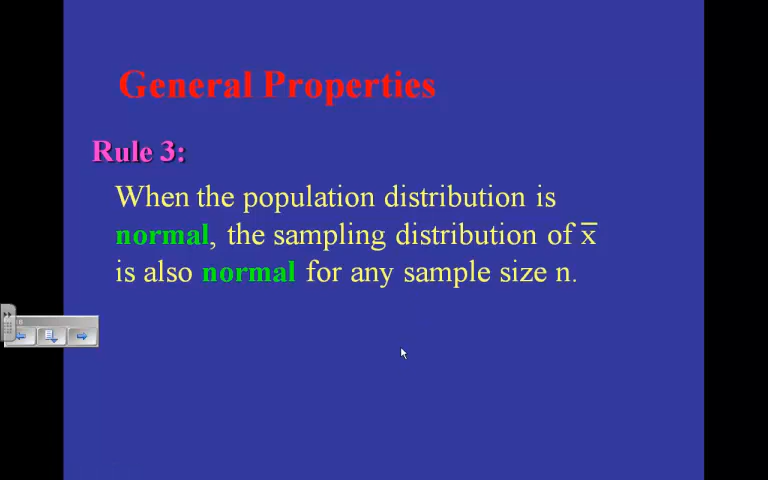 General Properties
Rule 3:
When the population distribution is
normal, the sampling distribution of x̅
is also normal for any sample size n.